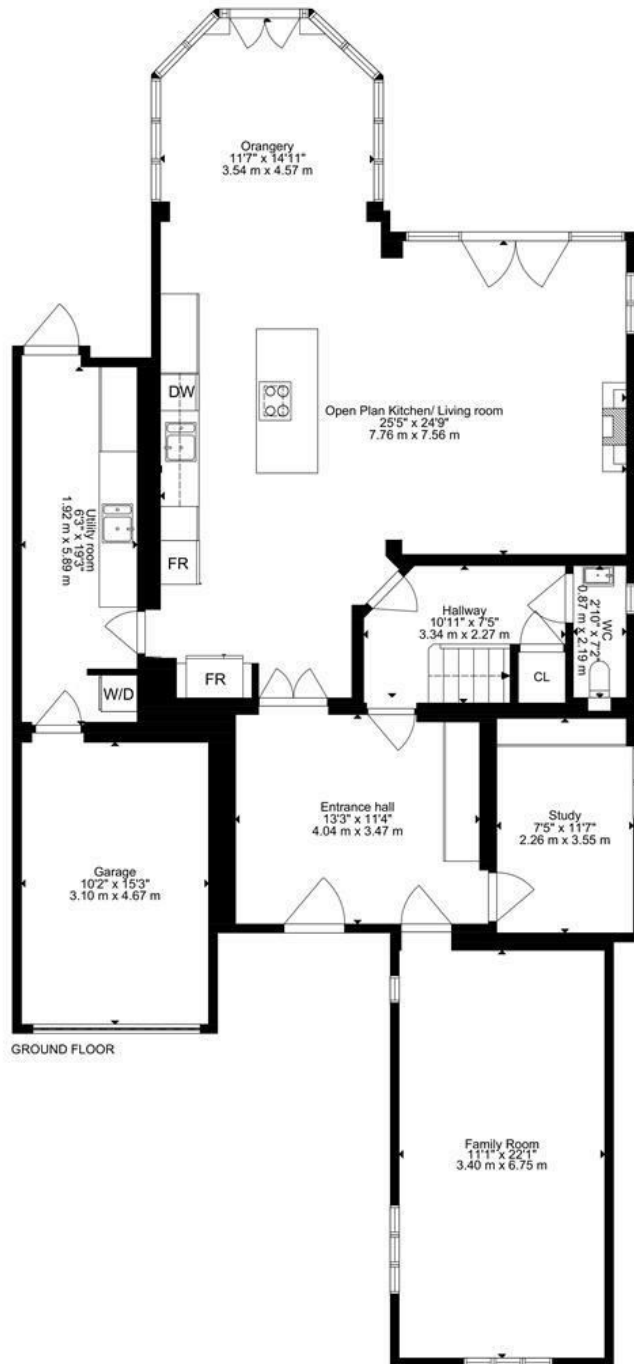 Orangery
11'7" x 14'11"
3.54 m x 4.57 m
DW
Open Plan Kitchen/ Living room
25'5" x 24'9"
7.76 m x 7.56 m
Utility room
6'3" x 19'3"
1.92 m x 5.89 m
FR
Hallway
10'11" x 7'5"
3.34 m x 2.27 m
WC
2'10" x 7'2"
0.87 m x 2.19 m
W/D
FR
CL
Entrance hall
13'3" x 11'4"
4.04 m x 3.47 m
Study
7'5" x 11'7"
2.26 m x 3.55 m
Garage
10'2" x 15'3"
3.10 m x 4.67 m
GROUND FLOOR
Family Room
11'1" x 22'1"
3.40 m x 6.75 m